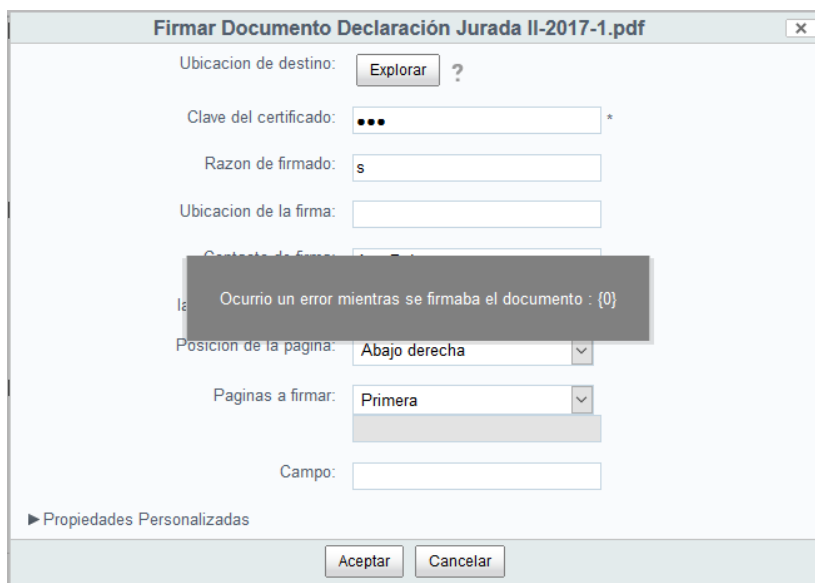 Firmar Documento Declaración Jurada II-2017-1.pdf
Ubicacion de destino: Explorar ?
Clave del certificado: ●●● *
Razon de firmado: s
Ubicacion de la firma:
Ocurrio un error mientras se firmaba el documento : {0}
Posicion de la pagina: Abajo derecha
Paginas a firmar: Primera
Campo:
Propiedades Personalizadas
Aceptar Cancelar